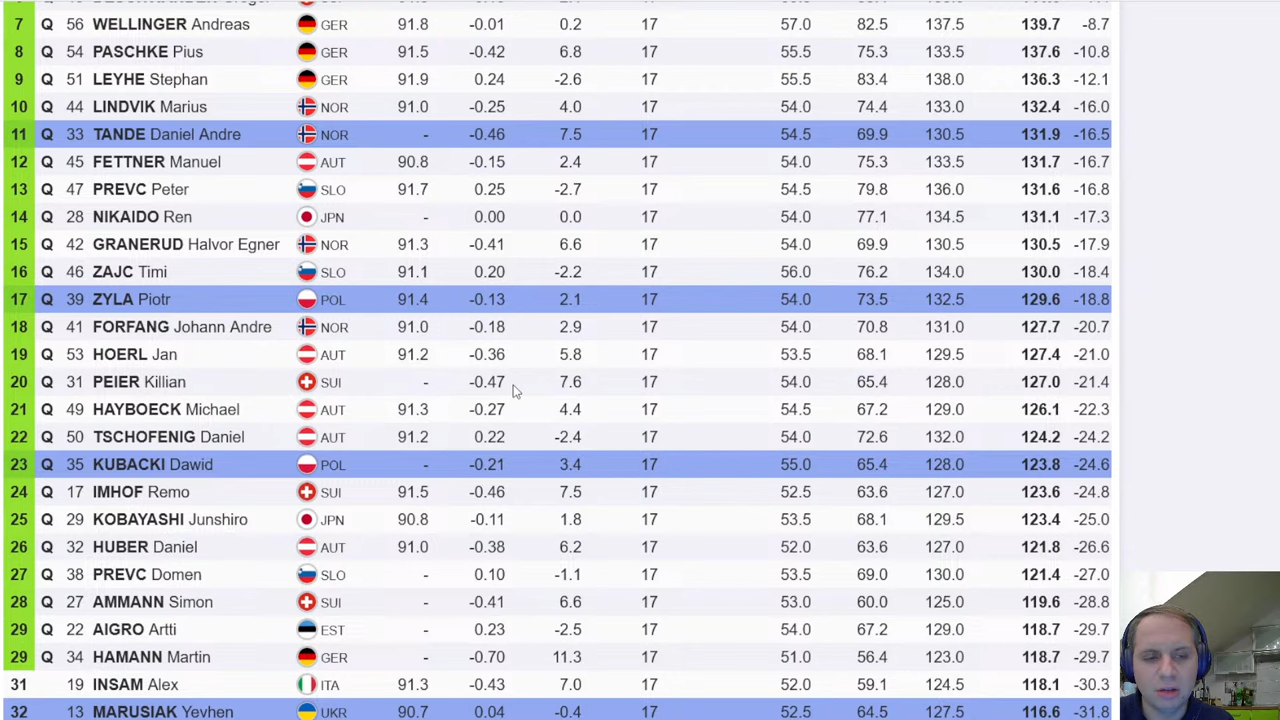 7 Q 56 WELLINGER Andreas GER 91.8 -0.01 0.2 17 57.0 82.5 137.5 139.7 -8.7
8 Q 54 PASCHKE Pius GER 91.5 -0.42 6.8 17 55.5 75.3 133.5 137.6 -10.8
9 Q 51 LEYHE Stephan GER 91.9 0.24 -2.6 17 55.5 83.4 138.0 136.3 -12.1
10 Q 44 LINDVIK Marius NOR 91.0 -0.25 4.0 17 54.0 74.4 133.0 132.4 -16.0
11 Q 33 TANDE Daniel Andre NOR - -0.46 7.5 17 54.5 69.9 130.5 131.9 -16.5
12 Q 45 FETTNER Manuel AUT 90.8 -0.15 2.4 17 54.0 75.3 133.5 131.7 -16.7
13 Q 47 PREVC Peter SLO 91.7 0.25 -2.7 17 54.5 79.8 136.0 131.6 -16.8
14 Q 28 NIKAIDO Ren JPN - 0.00 0.0 17 54.0 77.1 134.5 131.1 -17.3
15 Q 42 GRANERUD Halvor Egner NOR 91.3 -0.41 6.6 17 54.0 69.9 130.5 130.5 -17.9
16 Q 46 ZAJC Timi SLO 91.1 0.20 -2.2 17 56.0 76.2 134.0 130.0 -18.4
17 Q 39 ZYLA Piotr POL 91.4 -0.13 2.1 17 54.0 73.5 132.5 129.6 -18.8
18 Q 41 FORFANG Johann Andre NOR 91.0 -0.18 2.9 17 54.0 70.8 131.0 127.7 -20.7
19 Q 53 HOERL Jan AUT 91.2 -0.36 5.8 17 53.5 68.1 129.5 127.4 -21.0
20 Q 31 PEIER Killian SUI - -0.47 7.6 17 54.0 65.4 128.0 127.0 -21.4
21 Q 49 HAYBOECK Michael AUT 91.3 -0.27 4.4 17 54.5 67.2 129.0 126.1 -22.3
22 Q 50 TSCHOFENIG Daniel AUT 91.2 0.22 -2.4 17 54.0 72.6 132.0 124.2 -24.2
23 Q 35 KUBACKI Dawid POL - -0.21 3.4 17 55.0 65.4 128.0 123.8 -24.6
24 Q 17 IMHOF Remo SUI 91.5 -0.46 7.5 17 52.5 63.6 127.0 123.6 -24.8
25 Q 29 KOBAYASHI Junshiro JPN 90.8 -0.11 1.8 17 53.5 68.1 129.5 123.4 -25.0
26 Q 32 HUBER Daniel AUT 91.0 -0.38 6.2 17 52.0 63.6 127.0 121.8 -26.6
27 Q 38 PREVC Domen SLO - 0.10 -1.1 17 53.5 69.0 130.0 121.4 -27.0
28 Q 27 AMMANN Simon SUI - -0.41 6.6 17 53.0 60.0 125.0 119.6 -28.8
29 Q 22 AIGRO Artti EST - 0.23 -2.5 17 54.0 67.2 129.0 118.7 -29.7
29 Q 34 HAMANN Martin GER - -0.70 11.3 17 51.0 56.4 123.0 118.7 -29.7
31 19 INSAM Alex ITA 91.3 -0.43 7.0 17 52.0 59.1 124.5 118.1 -30.3
32 13 MARUSIAK Yevhen UKR 90.7 0.04 -0.4 17 52.5 64.5 127.5 116.6 -31.8